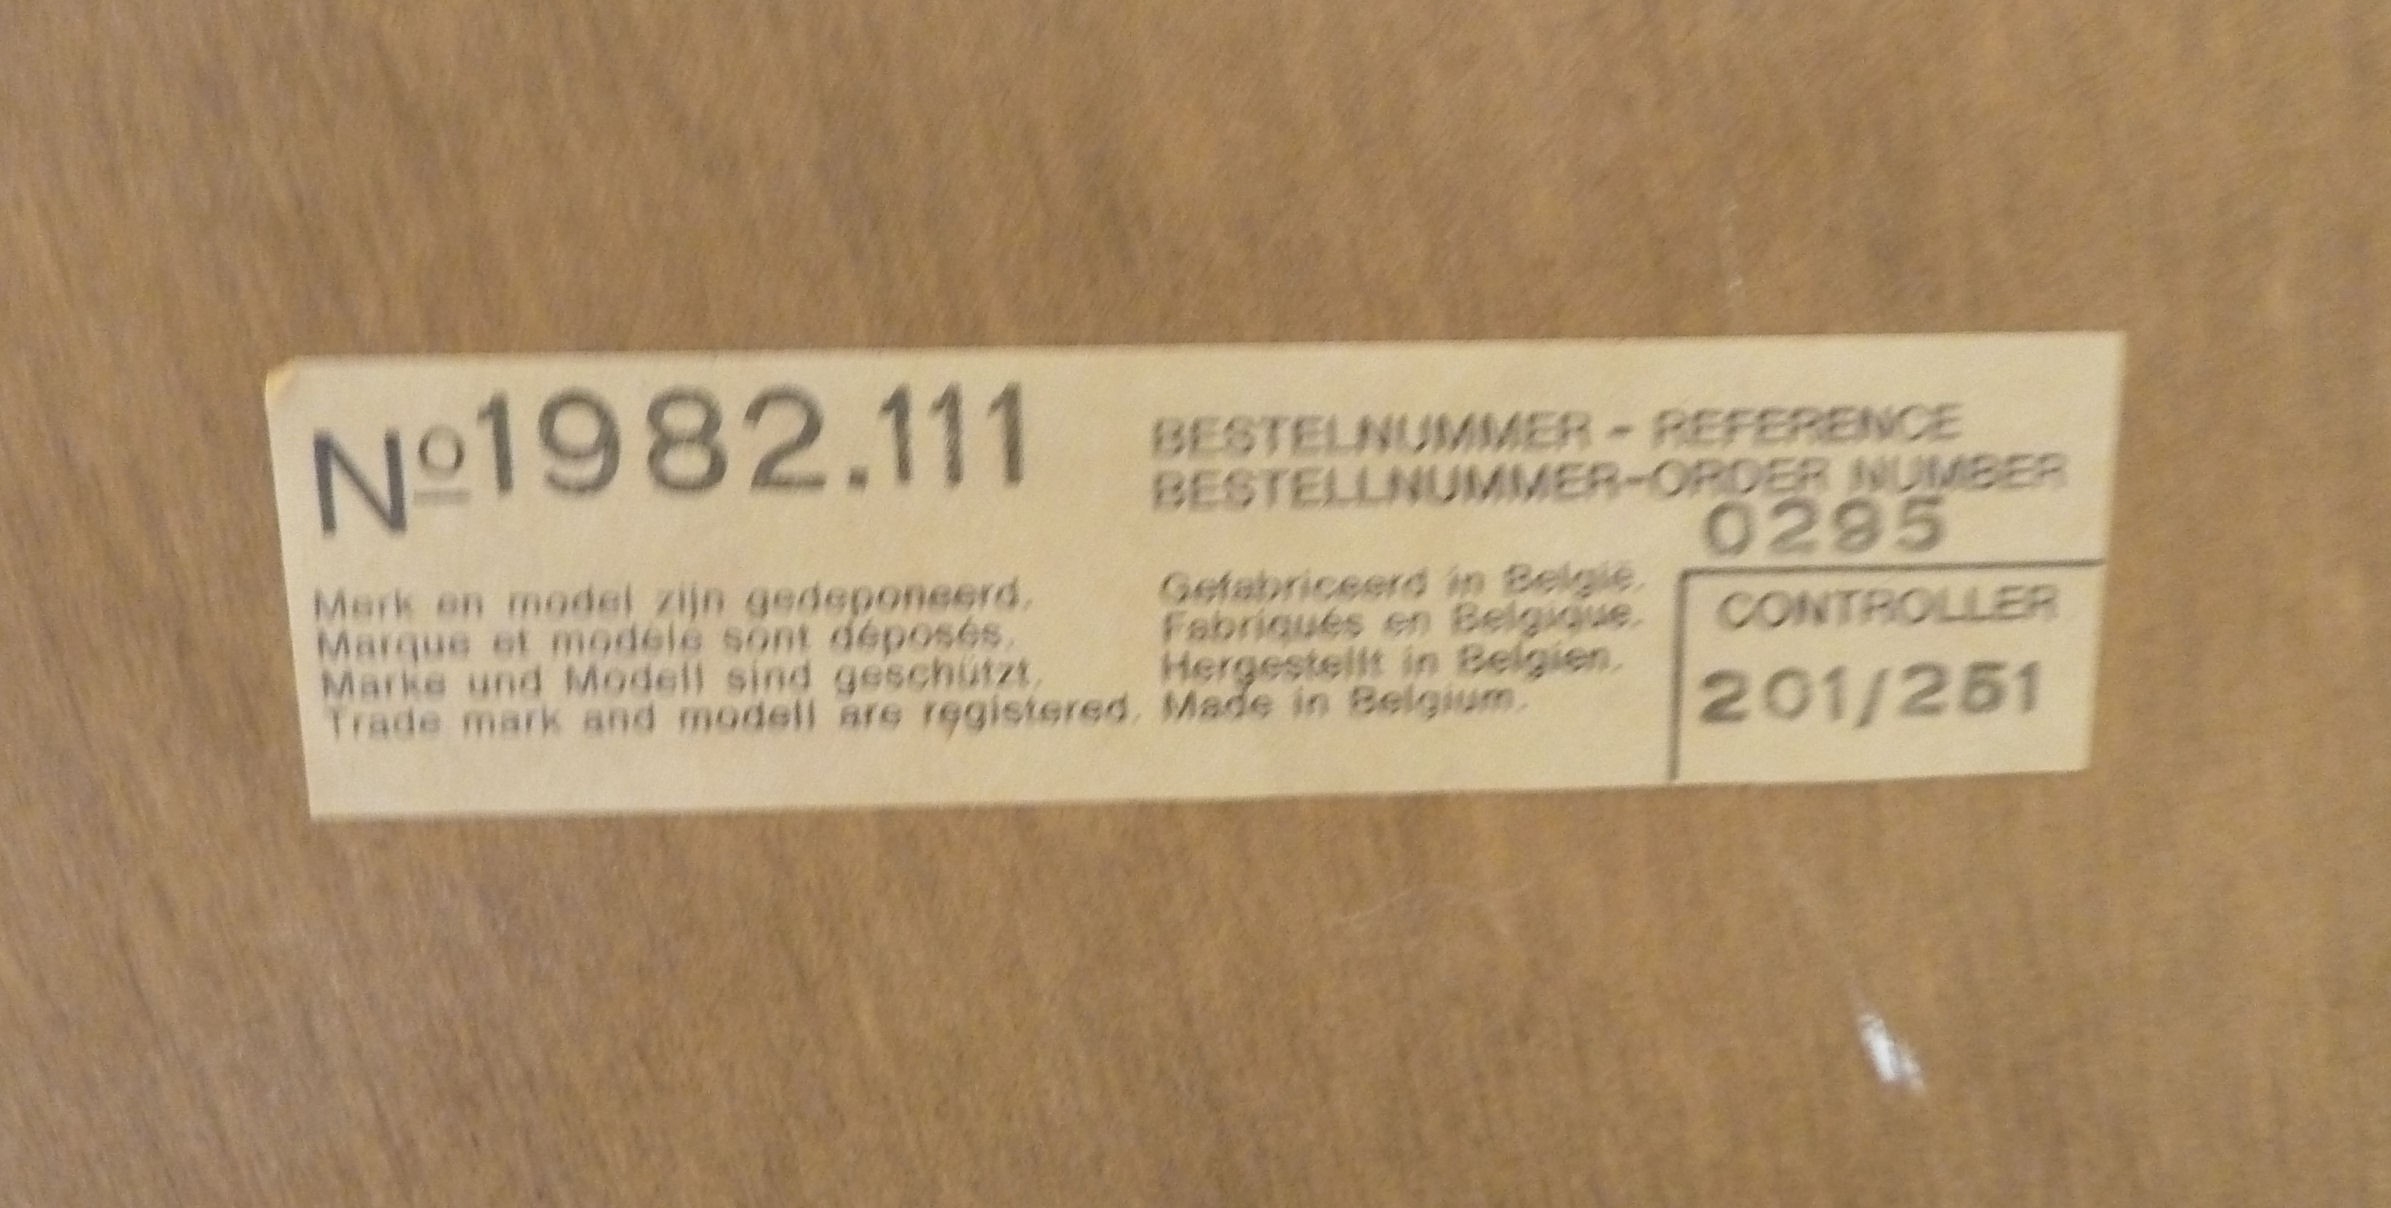 Nº1982.111
Merk en model zijn gedeponeerd.
Marque et modèle sont déposés.
Marke und Modell sind geschützt.
Trade mark and modell are registered.
BESTELNUMMER - REFERENCE
BESTELLNUMMER-ORDER NUMBER
0295
Gefabriceerd in België.
Fabriqués en Belgique.
Hergestellt in Belgien.
Made in Belgium.
CONTROLLER
201/251